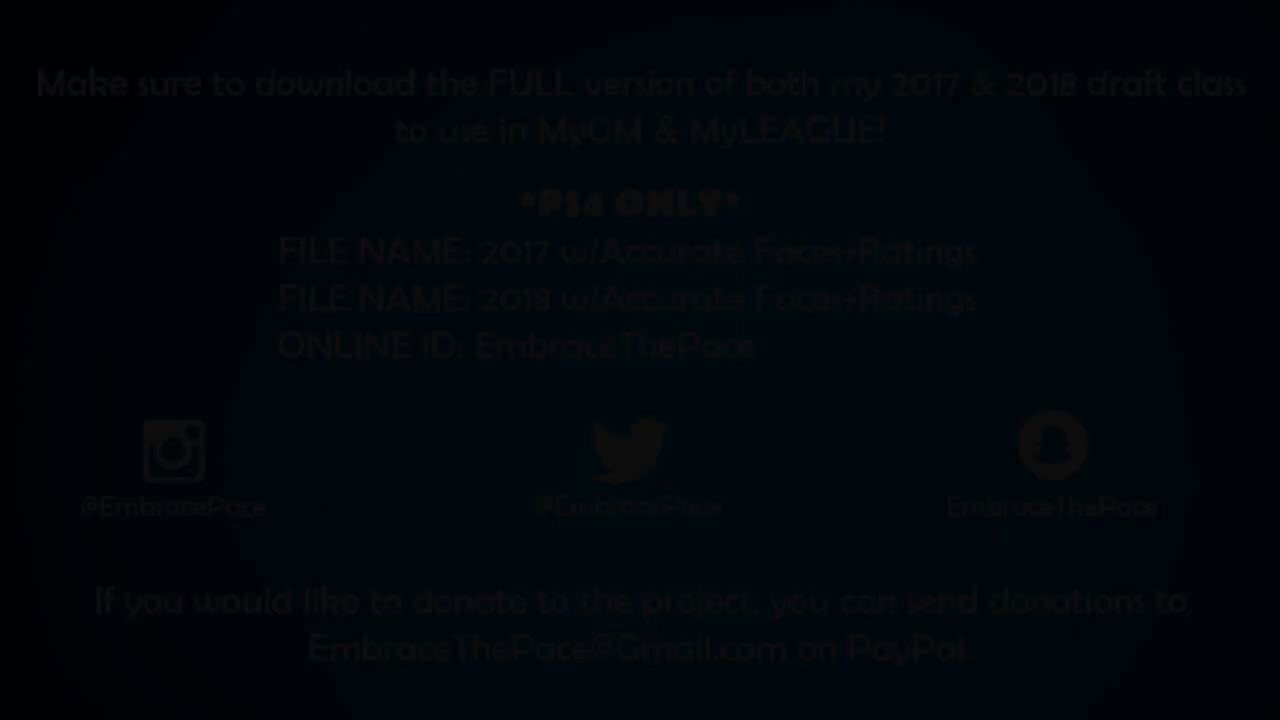 Make sure to download the FULL version of both my 2017 & 2018 draft class
to use in MyGM & MyLEAGUE!
*PS4 ONLY*
FILE NAME: 2017 w/Accurate Faces+Ratings
FILE NAME: 2018 w/Accurate Faces+Ratings
ONLINE ID: EmbraceThePace
@EmbracePace @EmbracePace EmbraceThePace
If you would like to donate to the project, you can send donations to
EmbraceThePace@Gmail.com on PayPal.